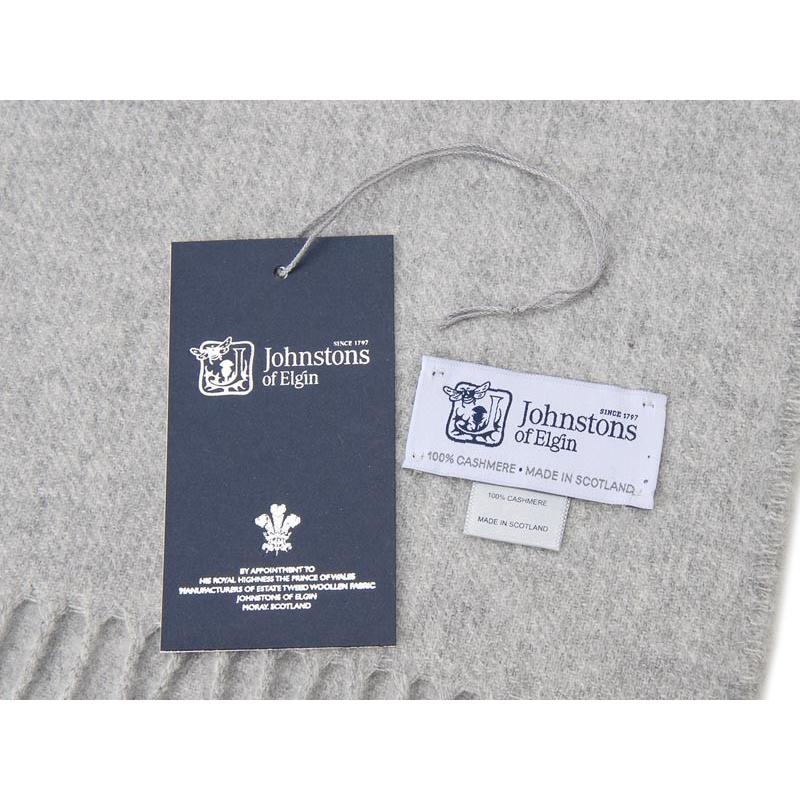 SINCE 1797
Johnstons
of Elgin
BY APPOINTMENT TO
HIS ROYAL HIGHNESS THE PRINCE OF WALES
MANUFACTURERS OF ESTATE TWEED WOOLLEN FABRIC
JOHNSTONS OF ELGIN
MORAY, SCOTLAND
SINCE 1797
Johnstons
of Elgin
100% CASHMERE • MADE IN SCOTLAND
100% CASHMERE
MADE IN SCOTLAND